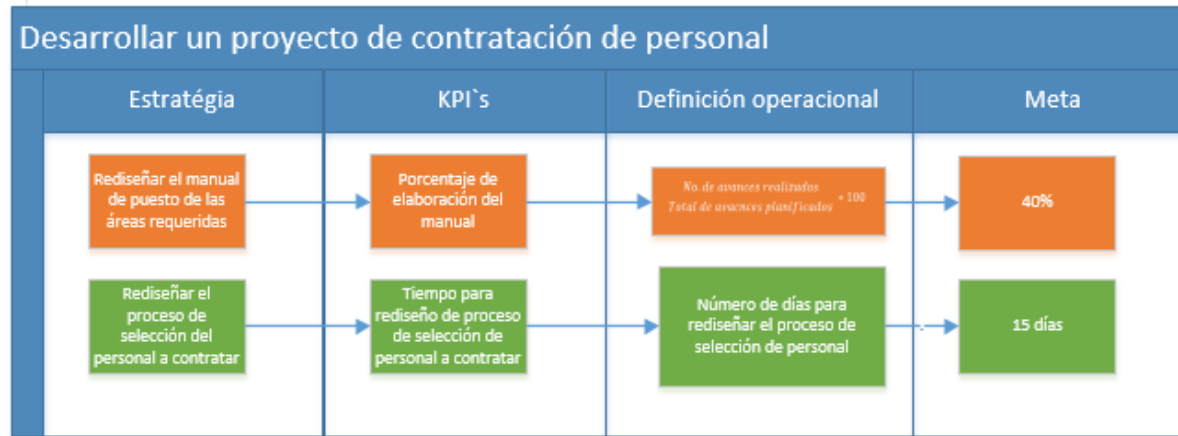 Desarrollar un proyecto de contratación de personal
Estratégia
KPI`s
Definición operacional
Meta
Rediseñar el manual
de puesto de las
áreas requeridas
Porcentaje de
elaboración del
manual
No. de avances realizados
Total de avaences planificados
* 100
40%
Rediseñar el
proceso de
selección del
personal a contratar
Tiempo para
rediseño de proceso
de selección de
personal a contratar
Número de días para
rediseñar el proceso de
selección de personal
15 días